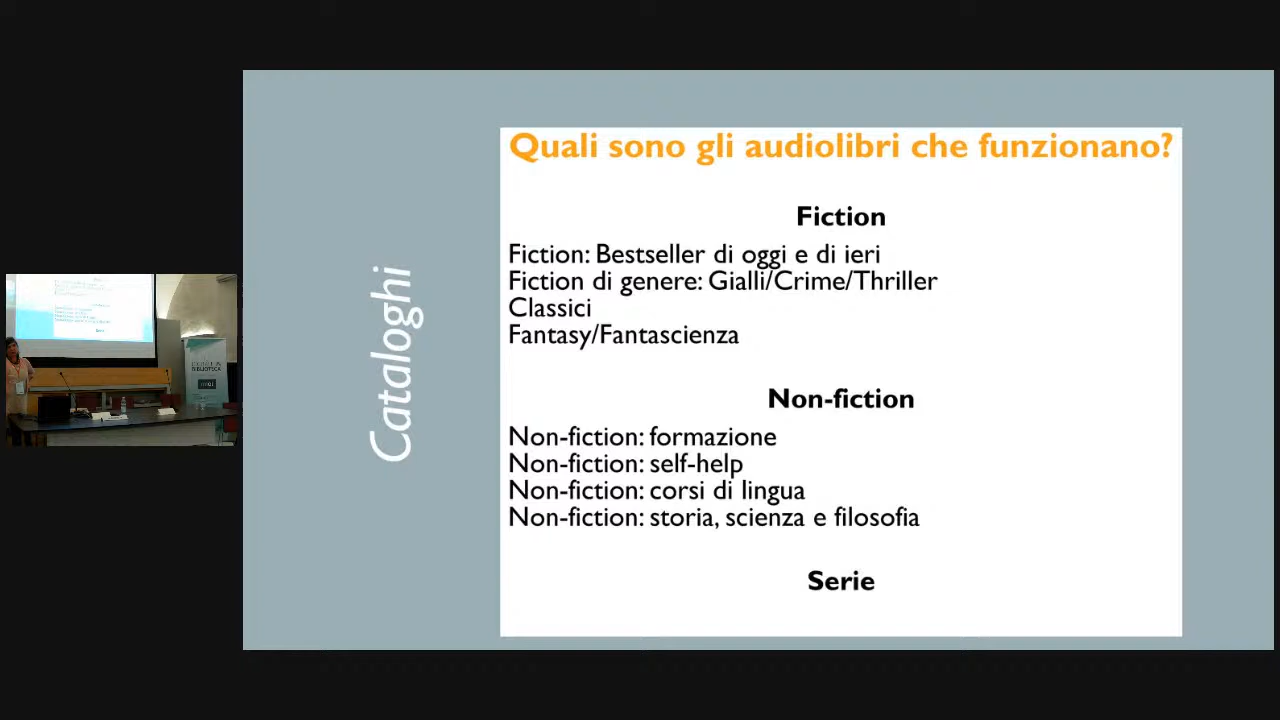 Cataloghi
Quali sono gli audiolibri che funzionano?
Fiction
Fiction: Bestseller di oggi e di ieri
Fiction di genere: Gialli/Crime/Thriller
Classici
Fantasy/Fantascienza
Non-fiction
Non-fiction: formazione
Non-fiction: self-help
Non-fiction: corsi di lingua
Non-fiction: storia, scienza e filosofia
Serie
BIBLIOTECA